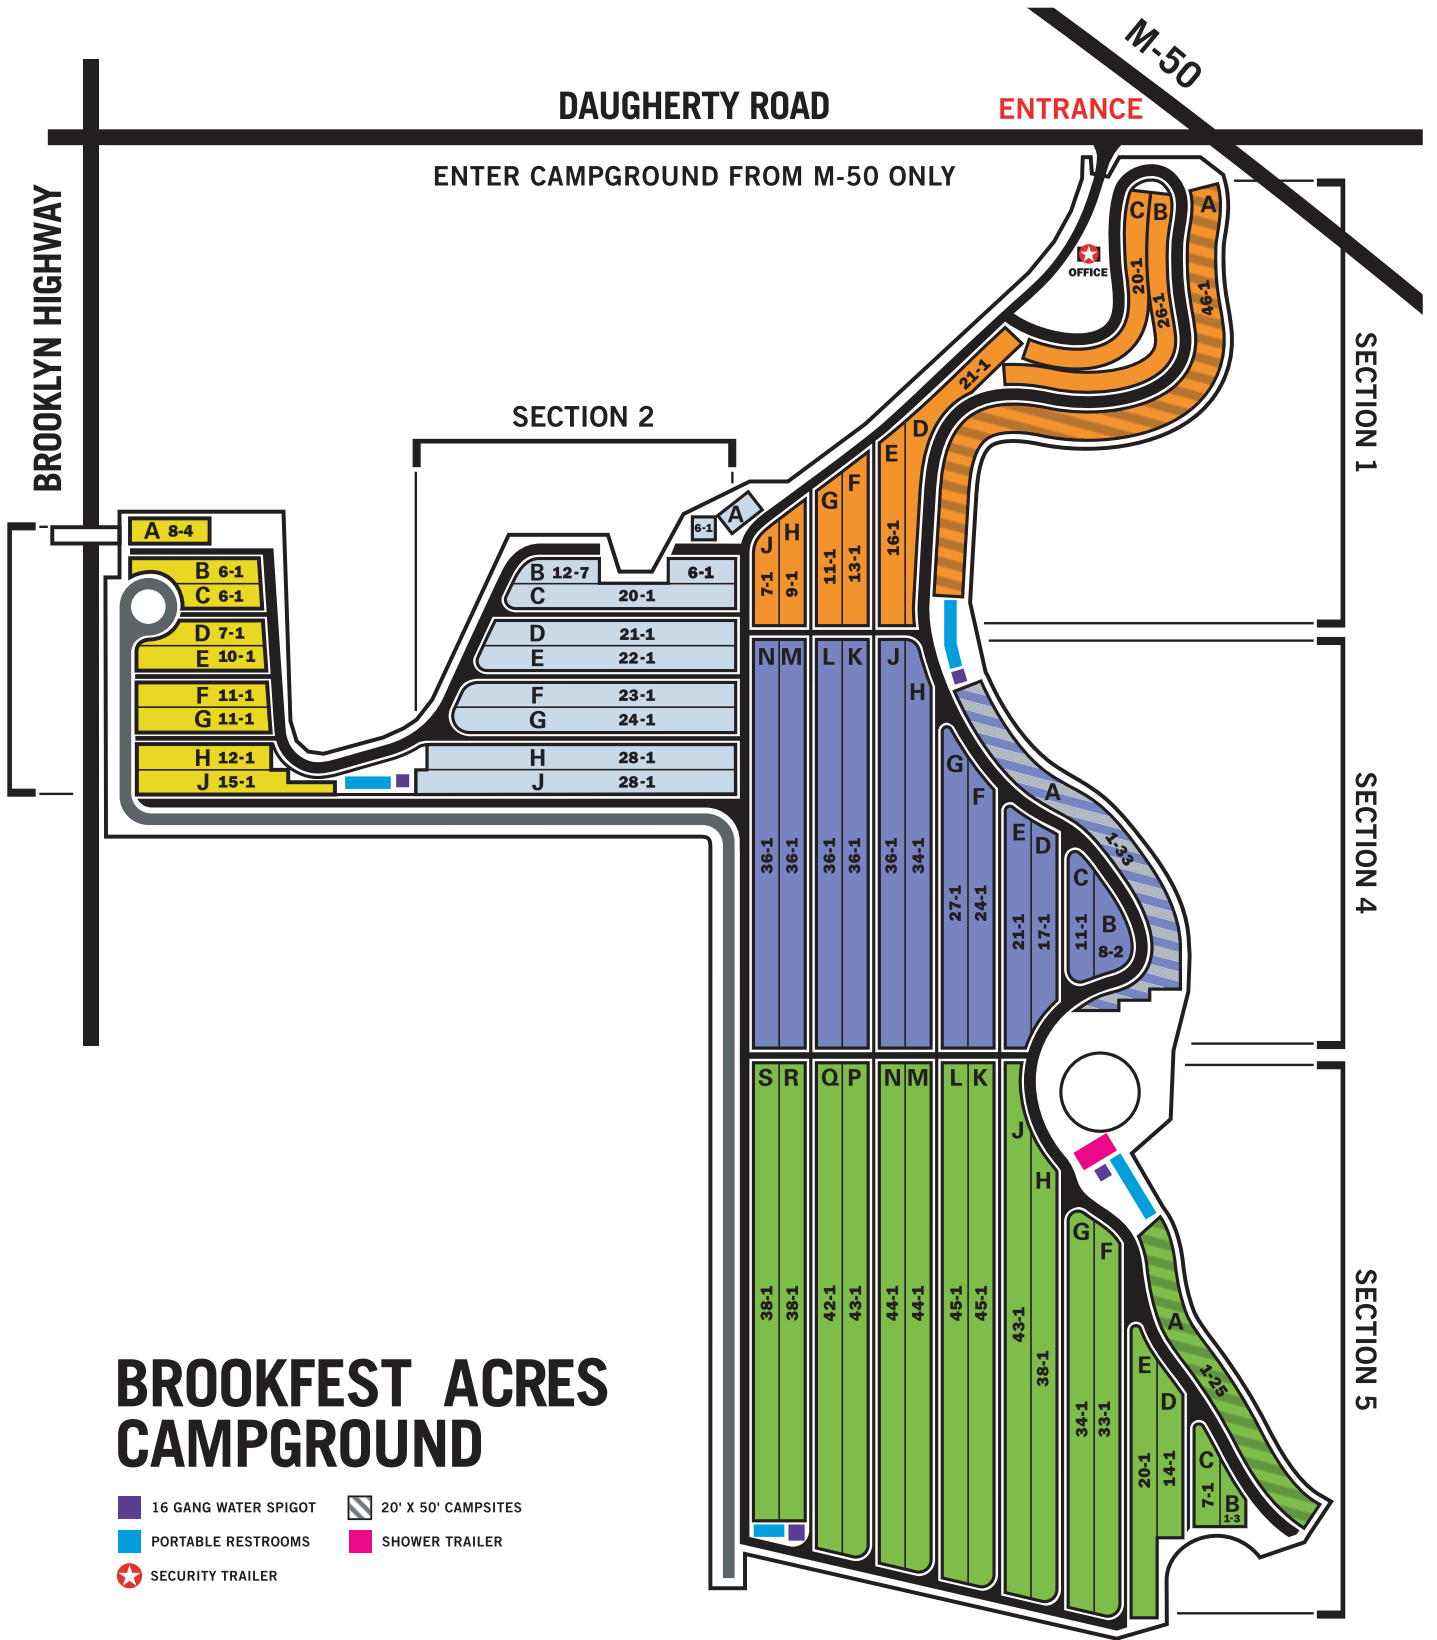 M-50
DAUGHERTY ROAD
ENTRANCE
ENTER CAMPGROUND FROM M-50 ONLY
BROOKLYN HIGHWAY
OFFICE
SECTION 1
C
B
A
20-1
26-1
46-1
21-1
D
E
16-1
F
G
13-1
11-1
H
J
9-1
7-1
SECTION 2
A
6-1
B 12-7
6-1
C 20-1
D 21-1
E 22-1
F 23-1
G 24-1
H 28-1
J 28-1
A 8-4
B 6-1
C 6-1
D 7-1
E 10-1
F 11-1
G 11-1
H 12-1
J 15-1
SECTION 4
N M L K J
H
G
F
A
E
D
C
B
1-33
36-1
36-1
36-1
36-1
36-1
34-1
27-1
24-1
21-1
17-1
11-1
8-2
SECTION 5
S R Q P N M L K
J
H
G
F
A
E
D
C
B
38-1
38-1
42-1
43-1
44-1
44-1
45-1
45-1
43-1
38-1
34-1
33-1
20-1
14-1
7-1
1-3
1-25
BROOKFEST ACRES
CAMPGROUND
16 GANG WATER SPIGOT
20' X 50' CAMPSITES
PORTABLE RESTROOMS
SHOWER TRAILER
SECURITY TRAILER